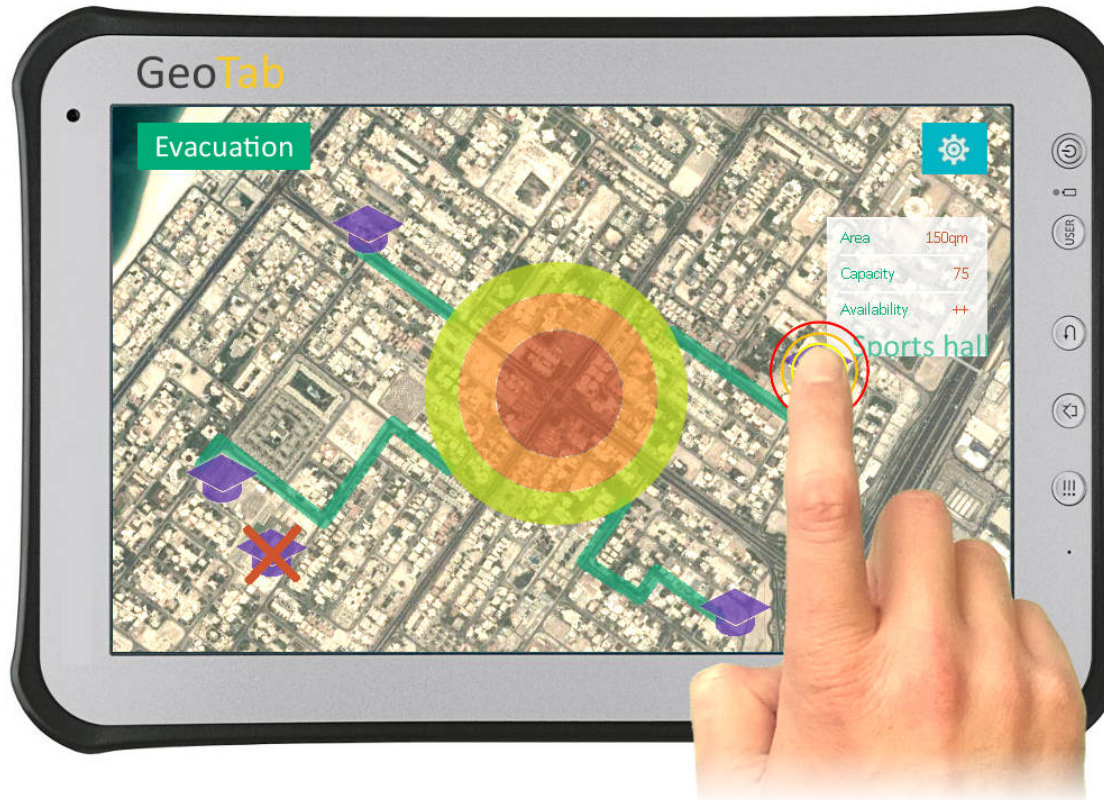 GeoTab
Evacuation
Area 150qm
Capacity 75
Availability ++
Sports hall
USER